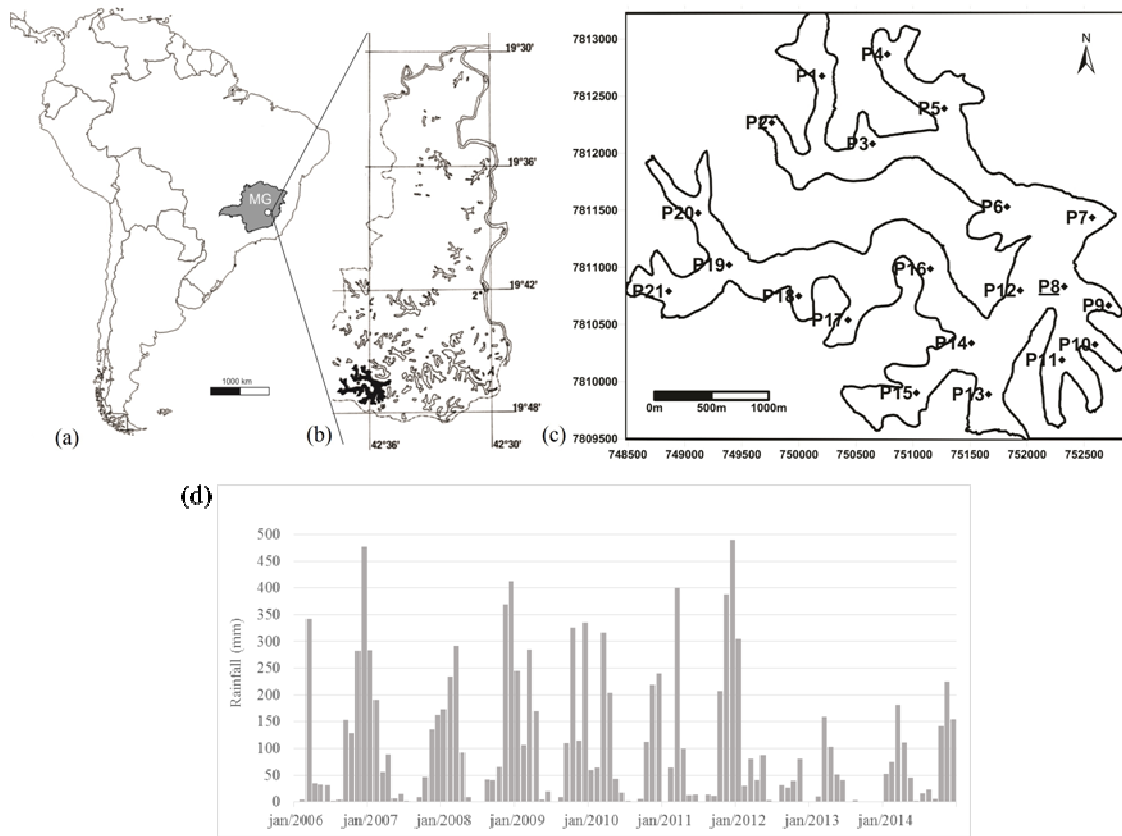 MG
1000 km
(a)
19°30'
19°36'
19°42'
2°
19°48'
42°36'
42°30'
(b)
7813000
7812500
7812000
7811500
7811000
7810500
7810000
7809500
748500 749000 749500 750000 750500 751000 751500 752000 752500
(c)
N
P1
P4
P5
P2
P3
P6
P7
P20
P19
P16
P21
P18
P12
P8
P17
P9
P14
P10
P11
P15
P13
0m 500m 1000m
(d)
Rainfall (mm)
500
450
400
350
300
250
200
150
100
50
0
jan/2006 jan/2007 jan/2008 jan/2009 jan/2010 jan/2011 jan/2012 jan/2013 jan/2014